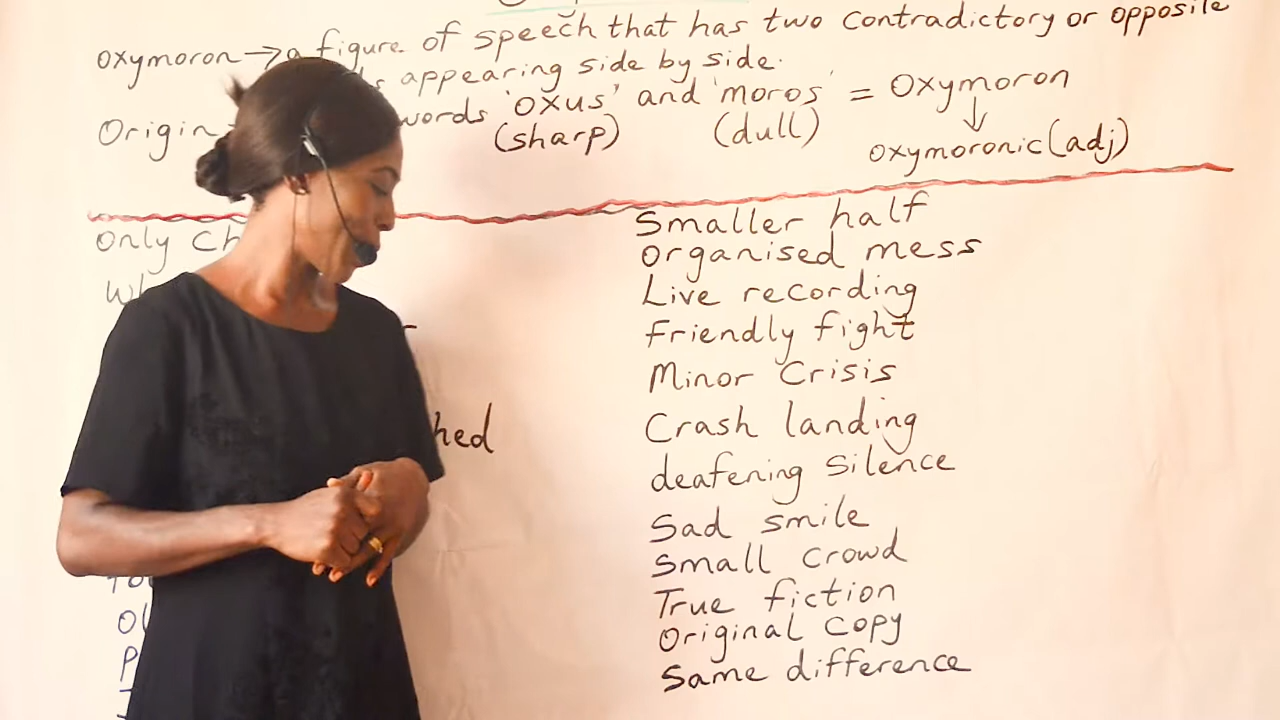 oxymoron → a figure of speech that has two contradictory or opposite
appearing side by side.
Origin words 'oxus' and 'moros' = Oxymoron
(sharp) (dull) ↓
oxymoronic (adj)
Only
Smaller half
organised mess
Live recording
friendly fight
Minor Crisis
Crash landing
deafening Silence
Sad smile
Small Crowd
True fiction
Original Copy
Same difference